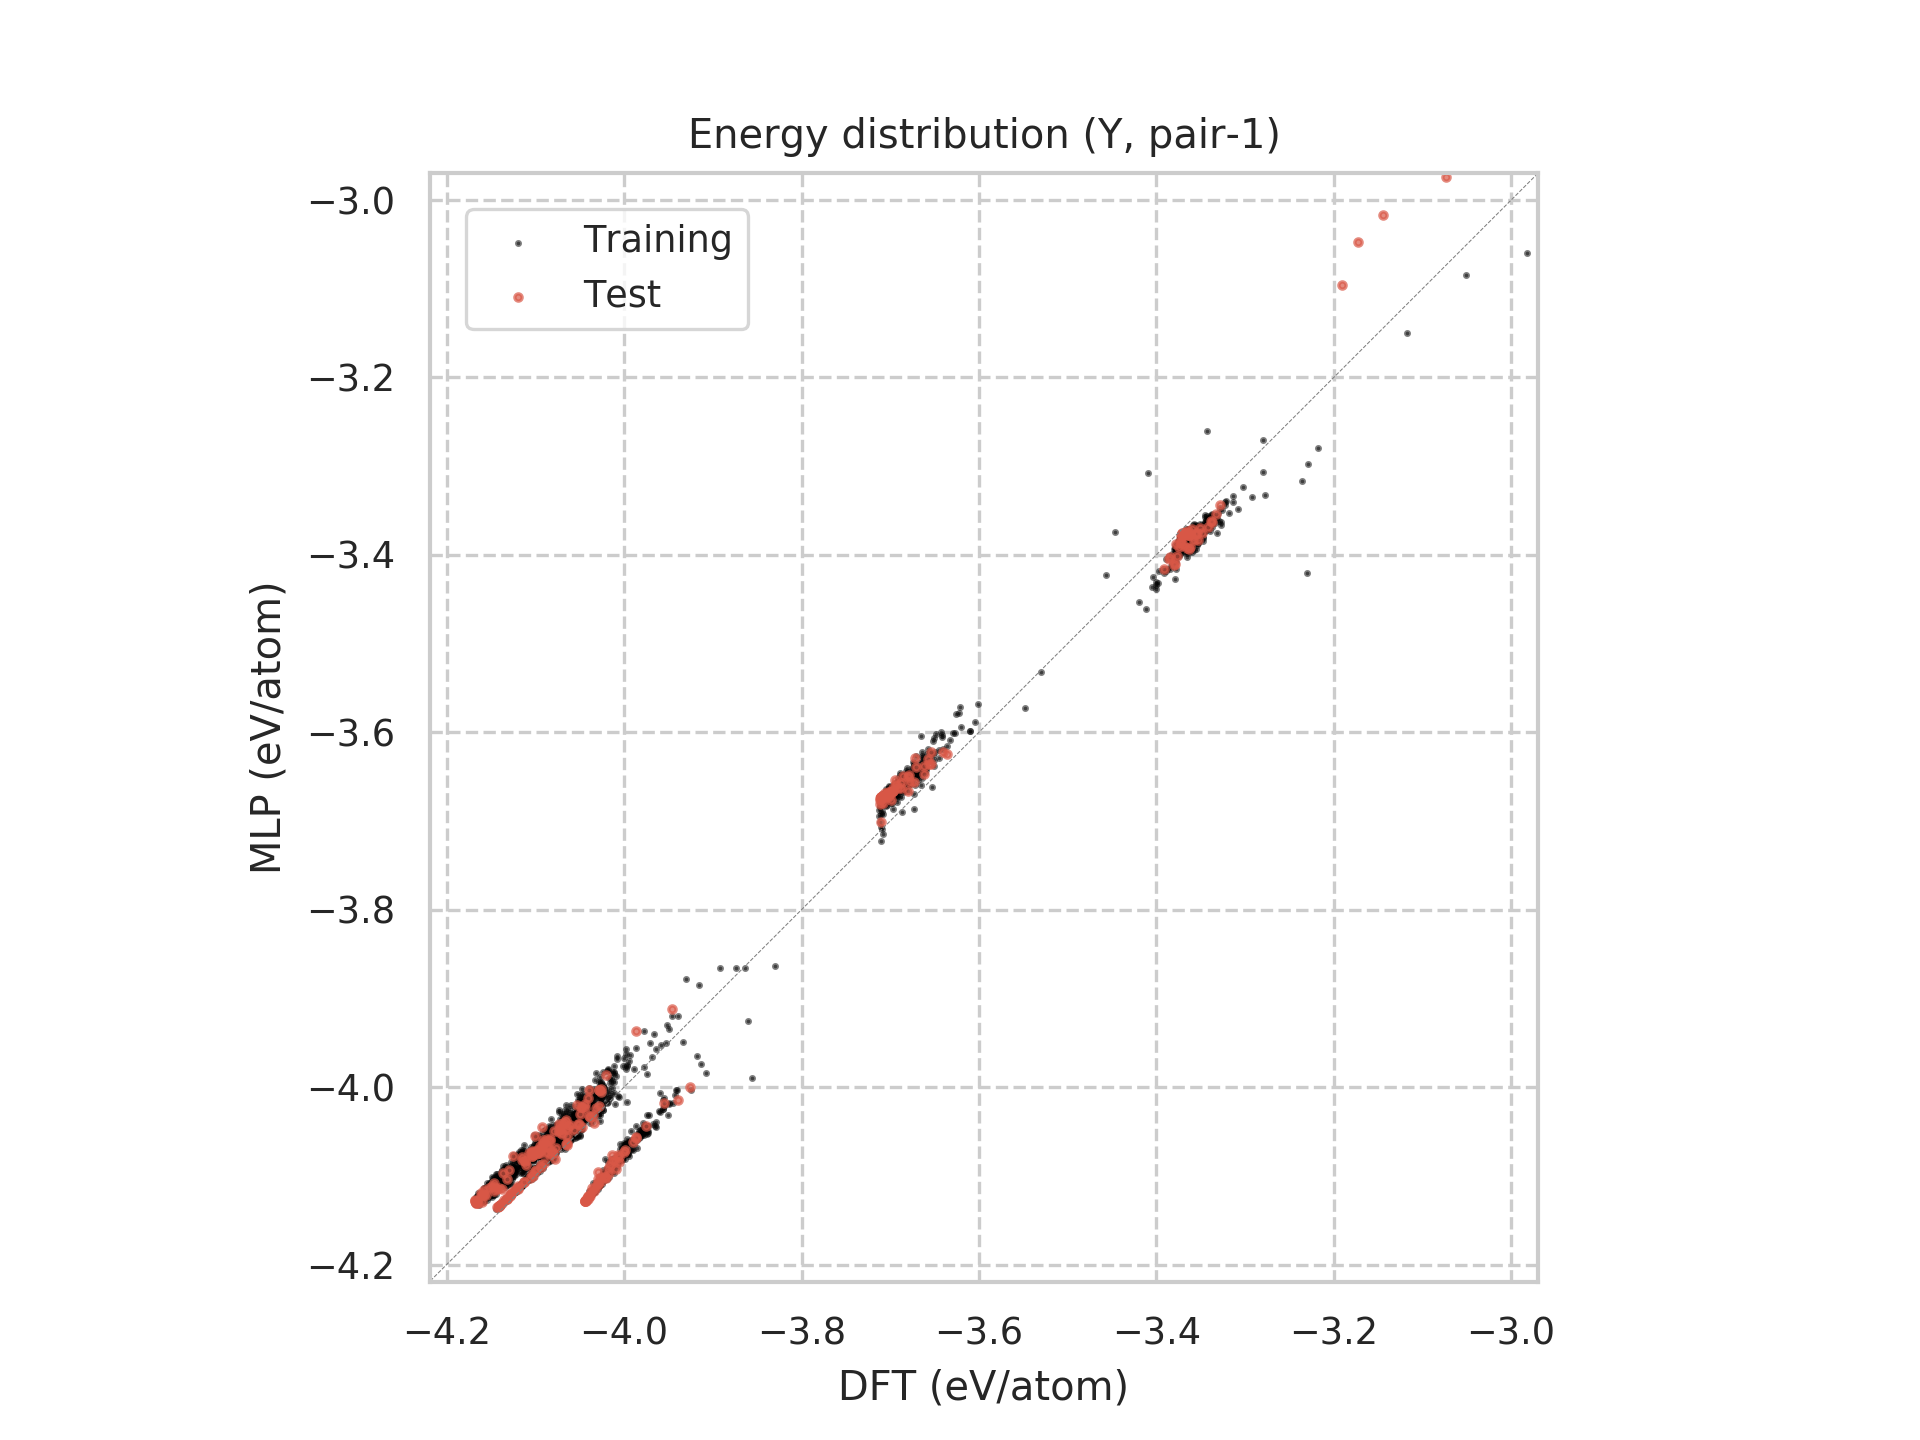 Energy distribution (Y, pair-1)
Training
Test
−3.0
−3.2
−3.4
−3.6
−3.8
−4.0
−4.2
MLP (eV/atom)
−4.2 −4.0 −3.8 −3.6 −3.4 −3.2 −3.0
DFT (eV/atom)